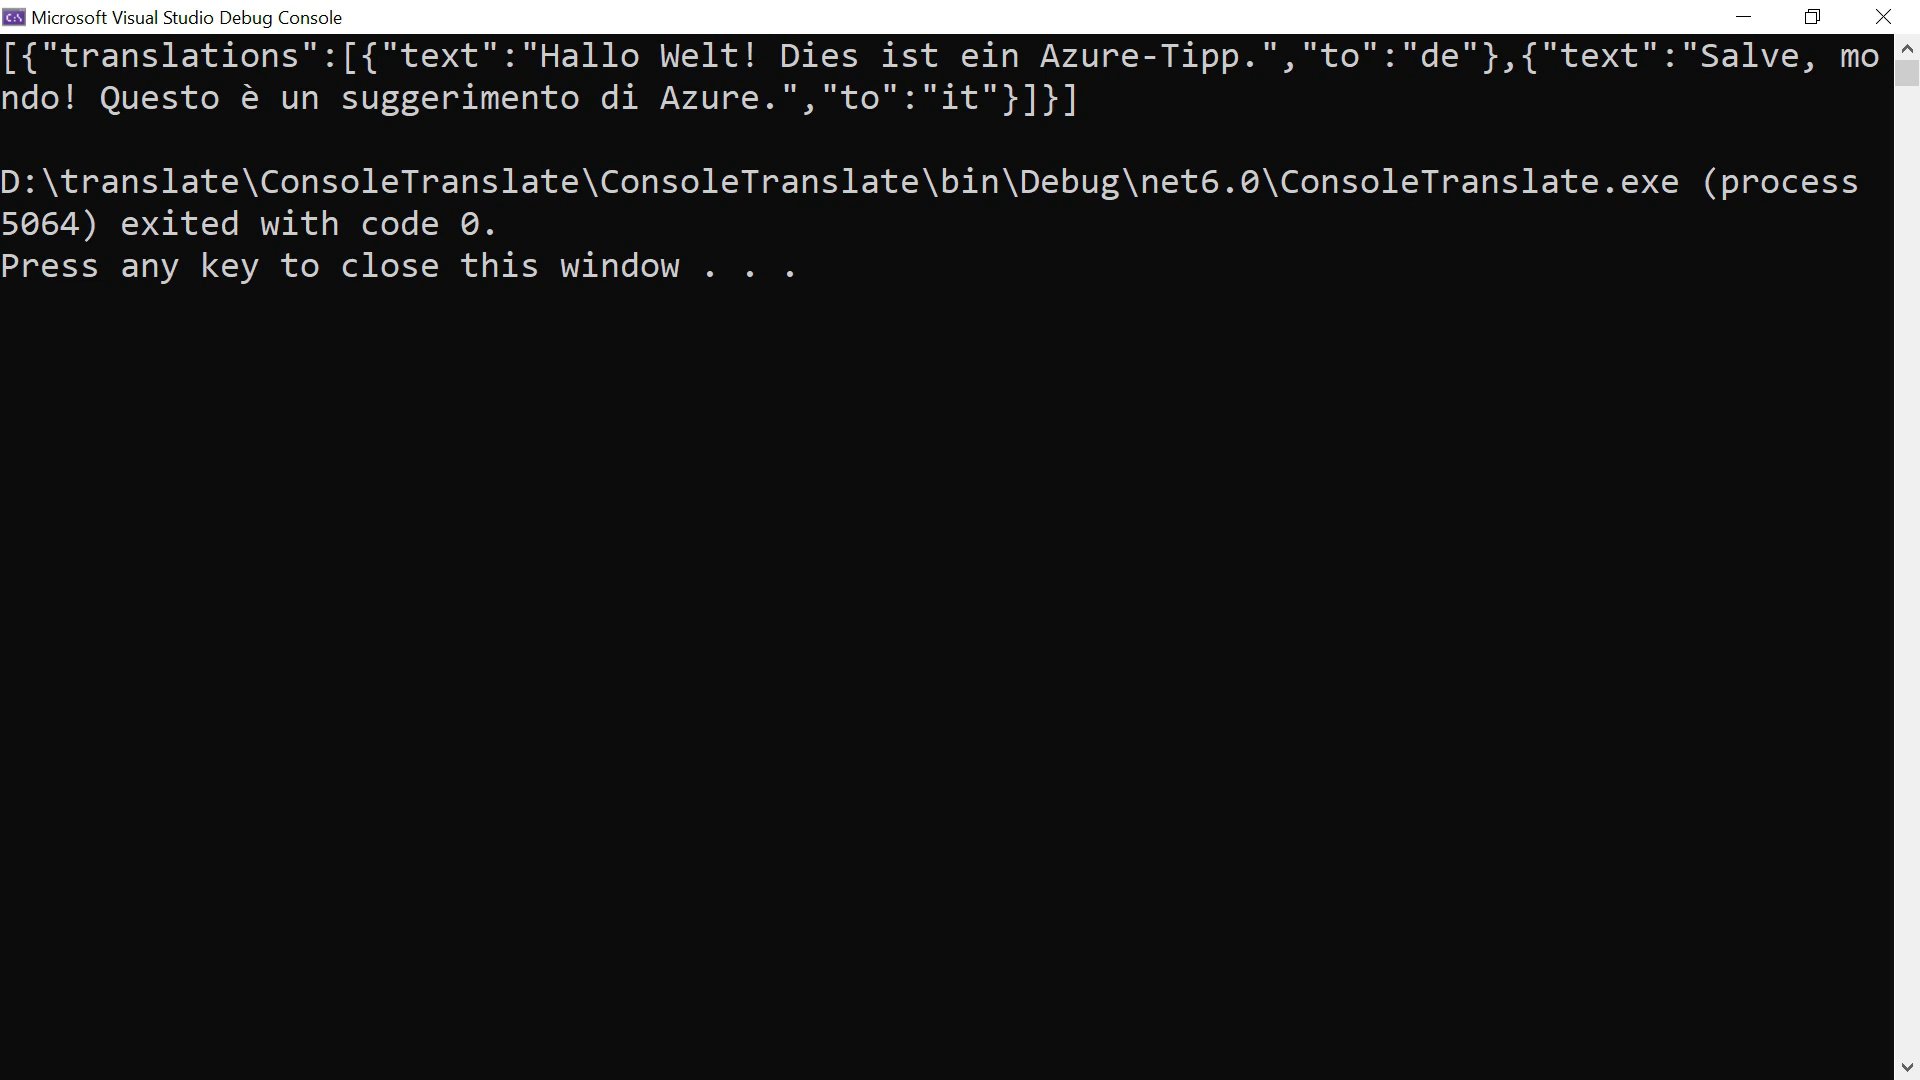 Microsoft Visual Studio Debug Console
[{"translations":[{"text":"Hallo Welt! Dies ist ein Azure-Tipp.","to":"de"},{"text":"Salve, mo
ndo! Questo è un suggerimento di Azure.","to":"it"}]}]
D:\translate\ConsoleTranslate\ConsoleTranslate\bin\Debug\net6.0\ConsoleTranslate.exe (process
5064) exited with code 0.
Press any key to close this window . . .